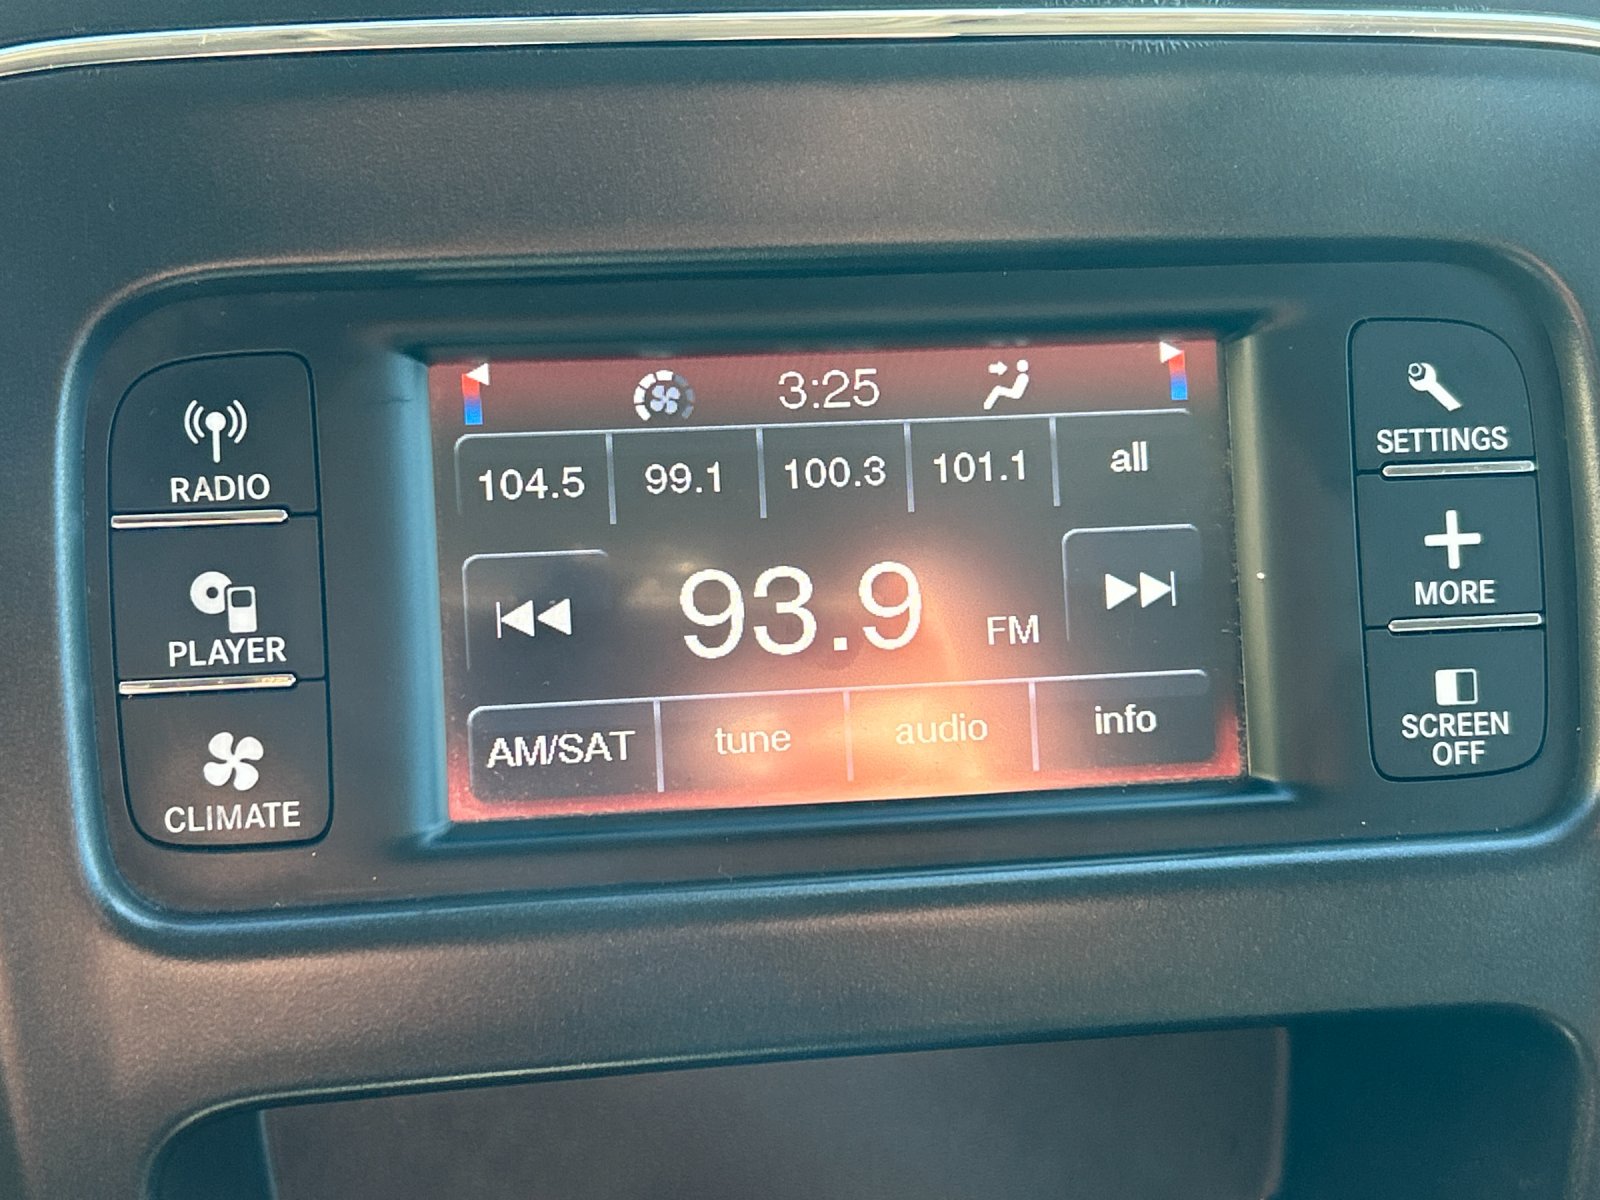 3:25
104.5 99.1 100.3 101.1 all
93.9 FM
AM/SAT tune audio info
RADIO
PLAYER
CLIMATE
SETTINGS
MORE
SCREEN
OFF